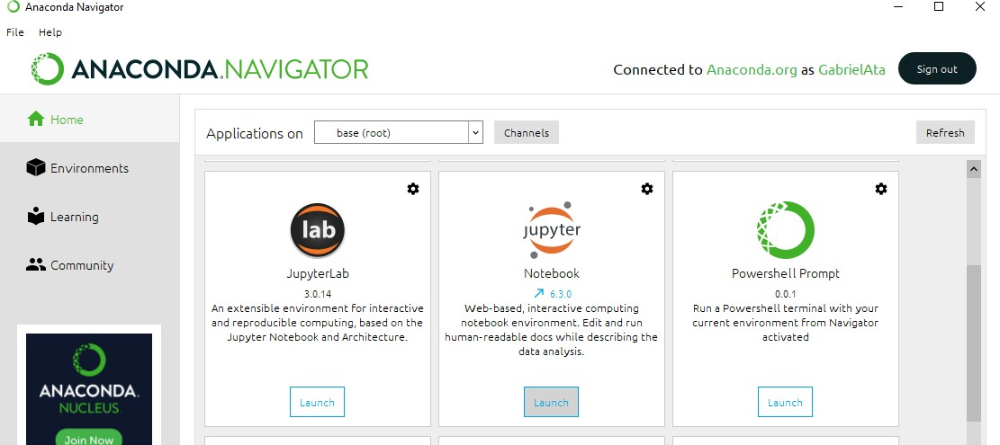 Anaconda Navigator
File Help
ANACONDA.NAVIGATOR
Connected to Anaconda.org as GabrielAta
Sign out
Home
Environments
Learning
Community
ANACONDA.
NUCLEUS
Join Now
Applications on
base (root)
Channels
Refresh
lab
JupyterLab
3.0.14
An extensible environment for interactive
and reproducible computing, based on the
Jupyter Notebook and Architecture.
Launch
jupyter
Notebook
6.3.0
Web-based, interactive computing
notebook environment. Edit and run
human-readable docs while describing the
data analysis.
Launch
Powershell Prompt
0.0.1
Run a Powershell terminal with your
current environment from Navigator
activated
Launch